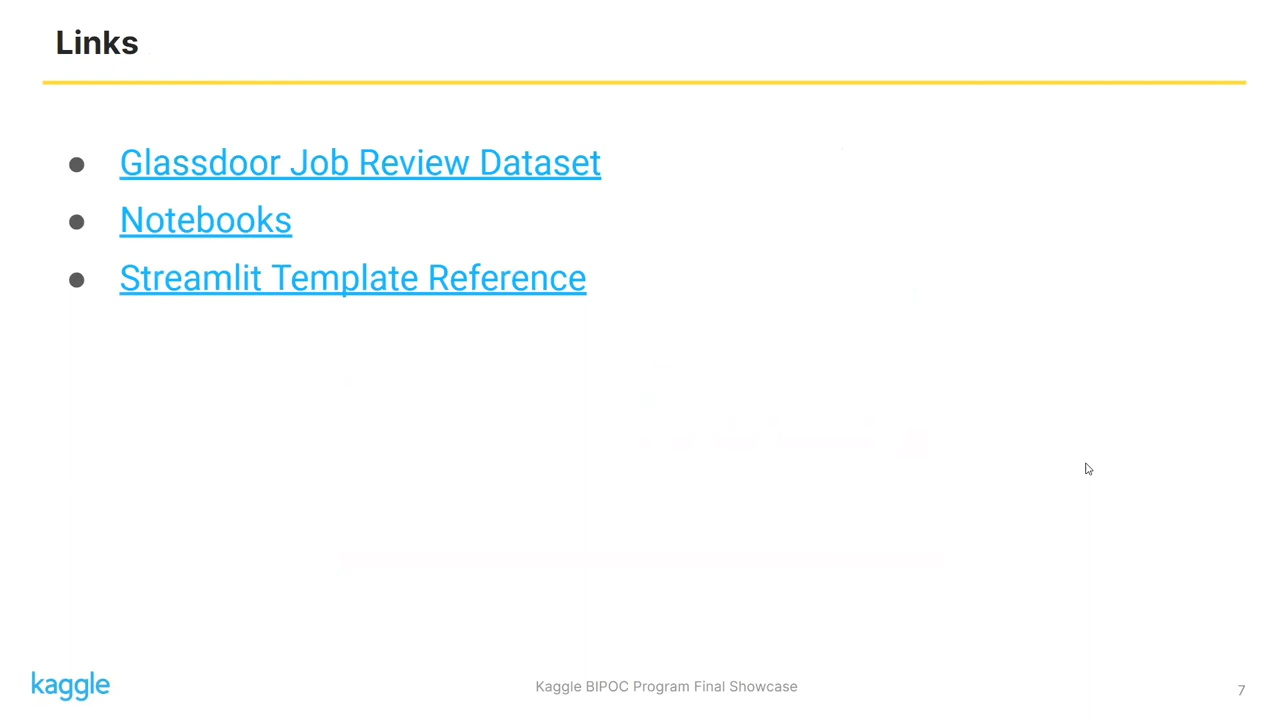 Links
● Glassdoor Job Review Dataset
● Notebooks
● Streamlit Template Reference
kaggle
Kaggle BIPOC Program Final Showcase
7